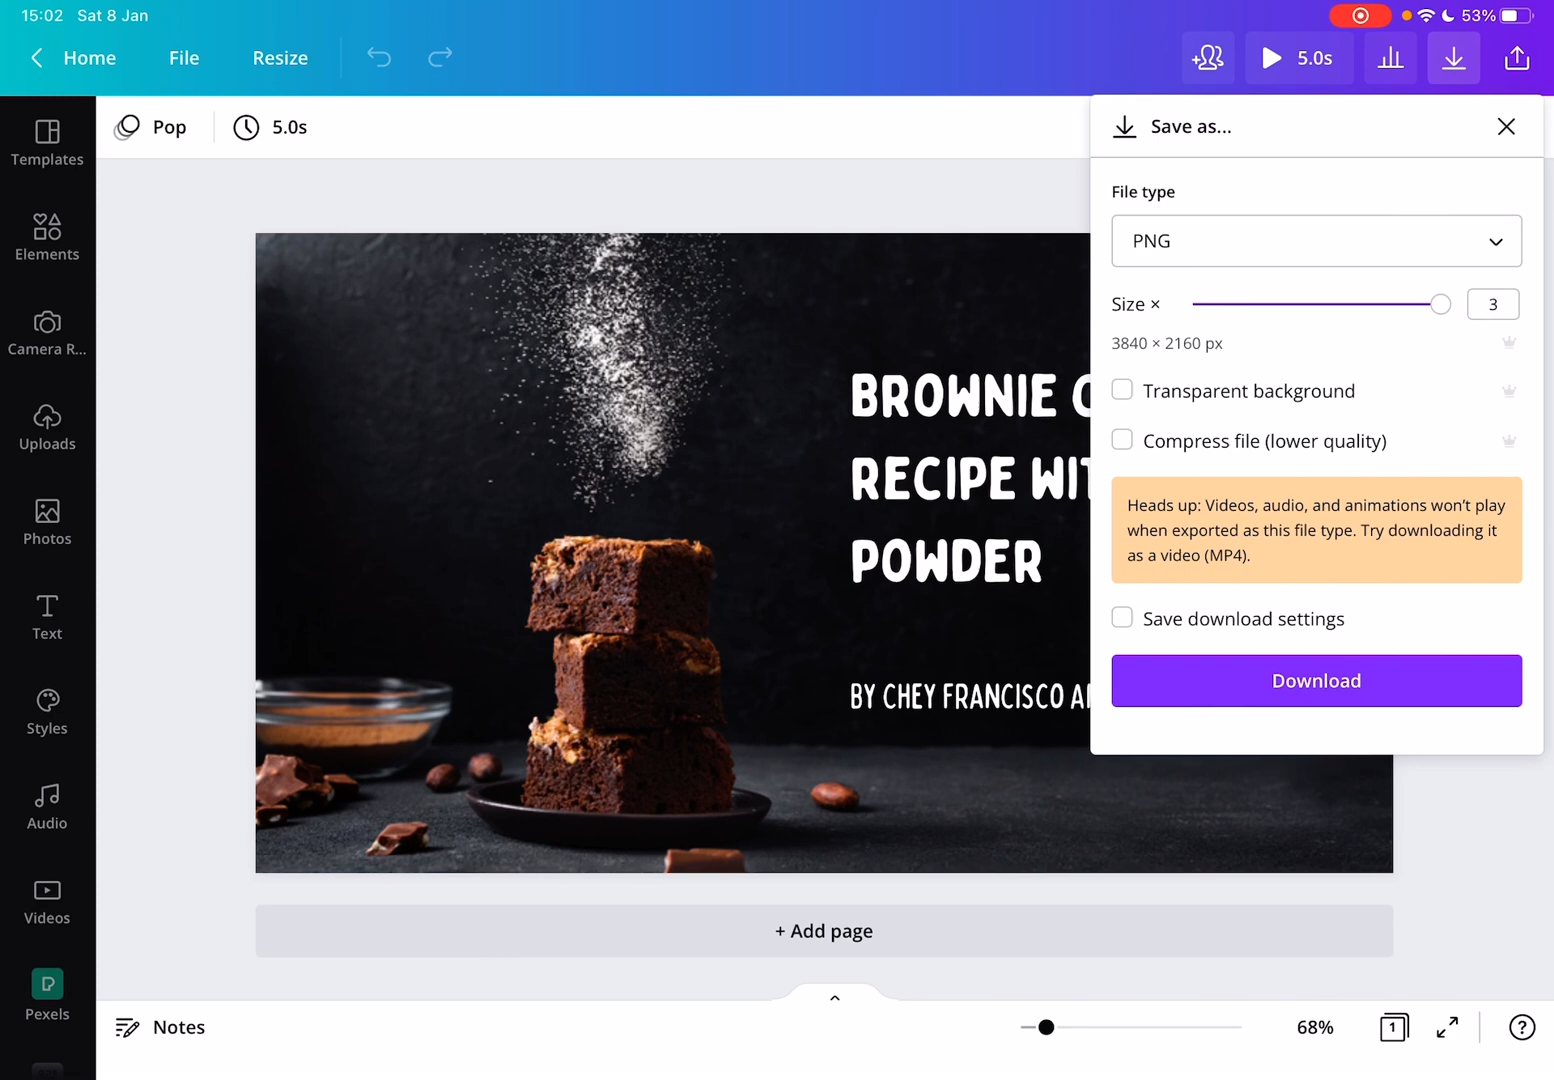 15:02 Sat 8 Jan
53%
Home File Resize
5.0s
Pop 5.0s
Save as...
Templates
Elements
Camera R...
Uploads
Photos
Text
Styles
Audio
Videos
Pexels
BROWNIE
RECIPE
POWDER
BY CHEY FRANCISCO
File type
PNG
Size × 3
3840 × 2160 px
Transparent background
Compress file (lower quality)
Heads up: Videos, audio, and animations won't play
when exported as this file type. Try downloading it
as a video (MP4).
Save download settings
Download
+ Add page
Notes
68%
1
?